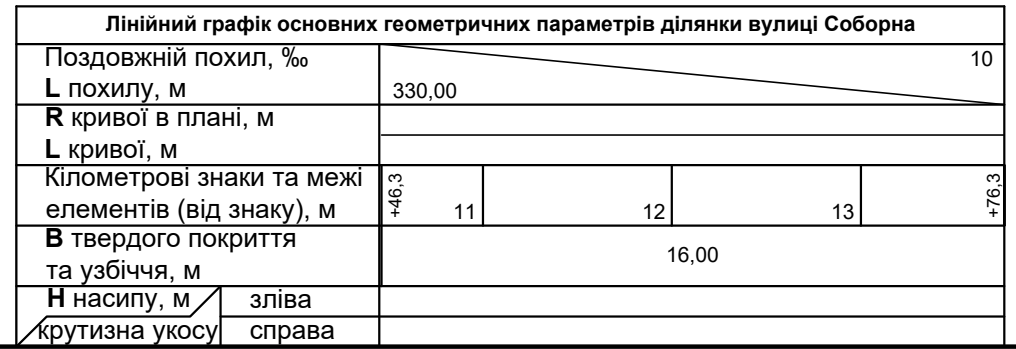 Лінійний графік основних геометричних параметрів ділянки вулиці Соборна
Поздовжній похил, ‰
10
L похилу, м
330,00
R кривої в плані, м
L кривої, м
Кілометрові знаки та межі
елементів (від знаку), м
+46,3
11
12
13
+76,3
B твердого покриття
та узбіччя, м
16,00
H насипу, м
крутизна укосу
зліва
справа